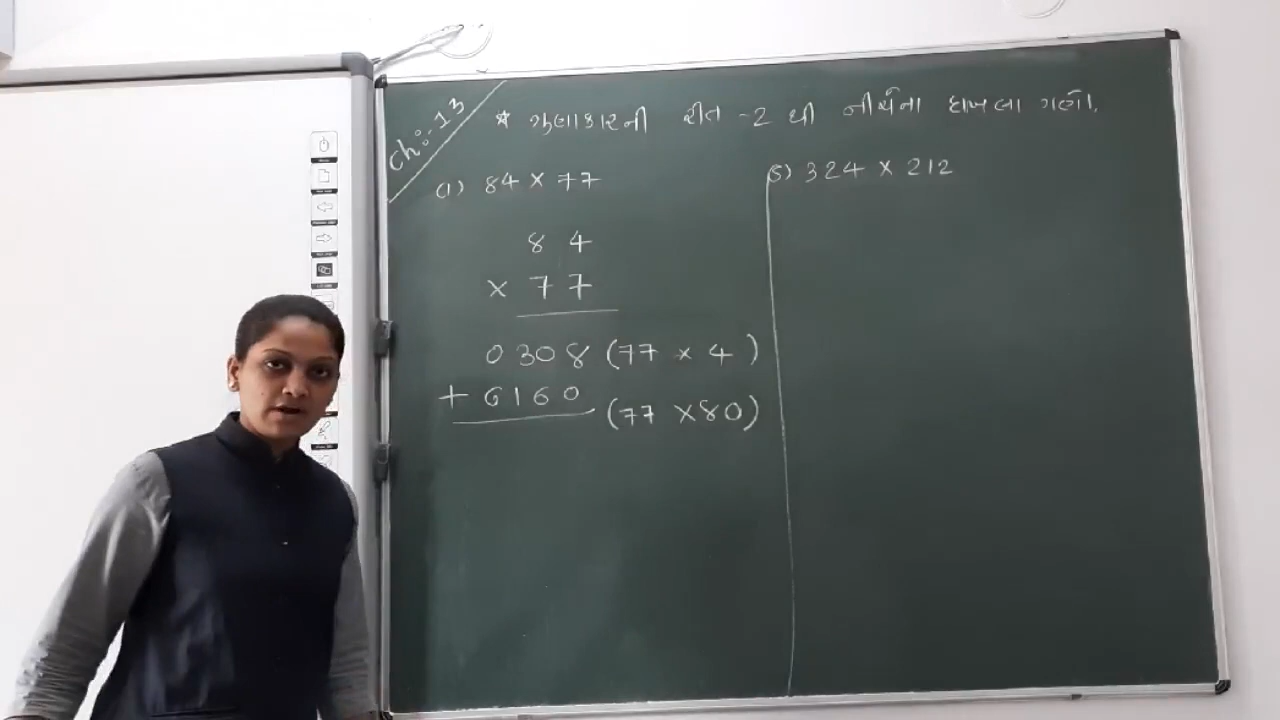 Ch:-13
* ગુણાકારની રીત -2 થી નીચેના દાખલા ગણો.
(1) 84 × 77
8 4
× 7 7
0 3 0 8 (77 × 4)
+ 6 1 6 0 (77 × 80)
5) 324 × 212